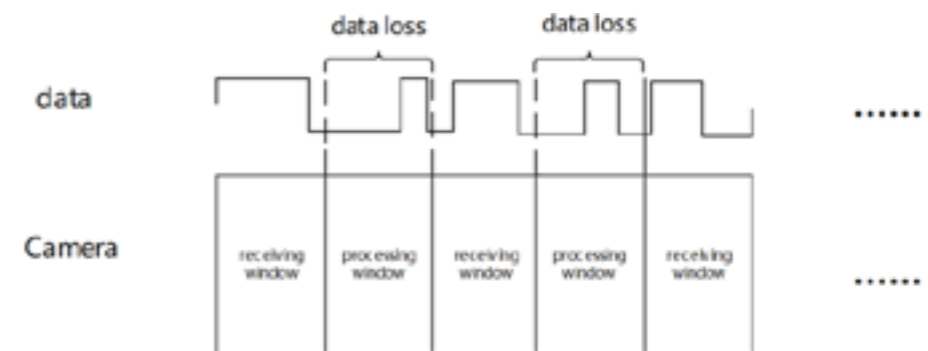 data loss
data loss
data
......
Camera
receiving
window
processing
window
receiving
window
processing
window
receiving
window
......